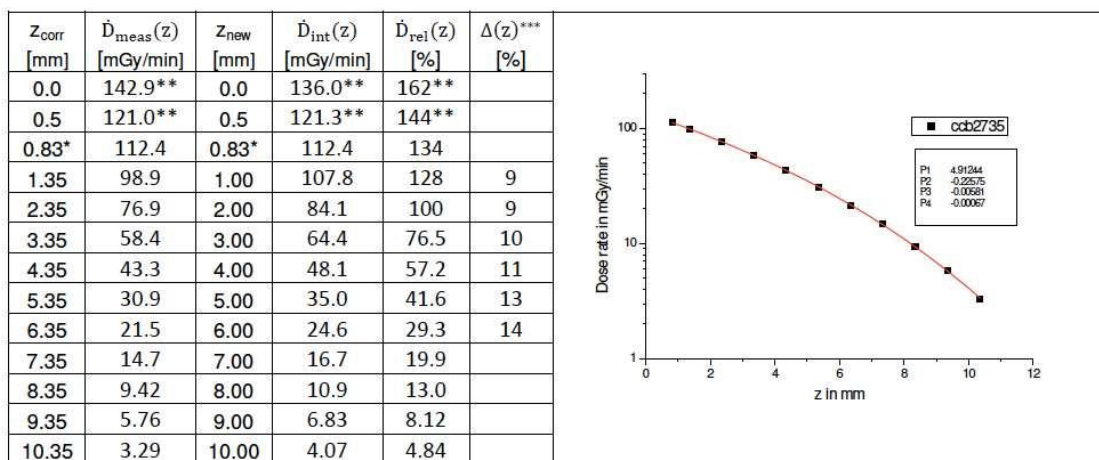 z_corr [mm] Ḋ_meas(z) [mGy/min] z_new [mm] Ḋ_int(z) [mGy/min] Ḋ_rel(z) [%] Δ(z)*** [%]
0.0 142.9** 0.0 136.0** 162**
0.5 121.0** 0.5 121.3** 144**
0.83* 112.4 0.83* 112.4 134
1.35 98.9 1.00 107.8 128 9
2.35 76.9 2.00 84.1 100 9
3.35 58.4 3.00 64.4 76.5 10
4.35 43.3 4.00 48.1 57.2 11
5.35 30.9 5.00 35.0 41.6 13
6.35 21.5 6.00 24.6 29.3 14
7.35 14.7 7.00 16.7 19.9
8.35 9.42 8.00 10.9 13.0
9.35 5.76 9.00 6.83 8.12
10.35 3.29 10.00 4.07 4.84
Dose rate in mGy/min
100
10
1
ccb2735
P1 4.91244
P2 -0.22575
P3 -0.00581
P4 -0.00067
0 2 4 6 8 10 12
z in mm